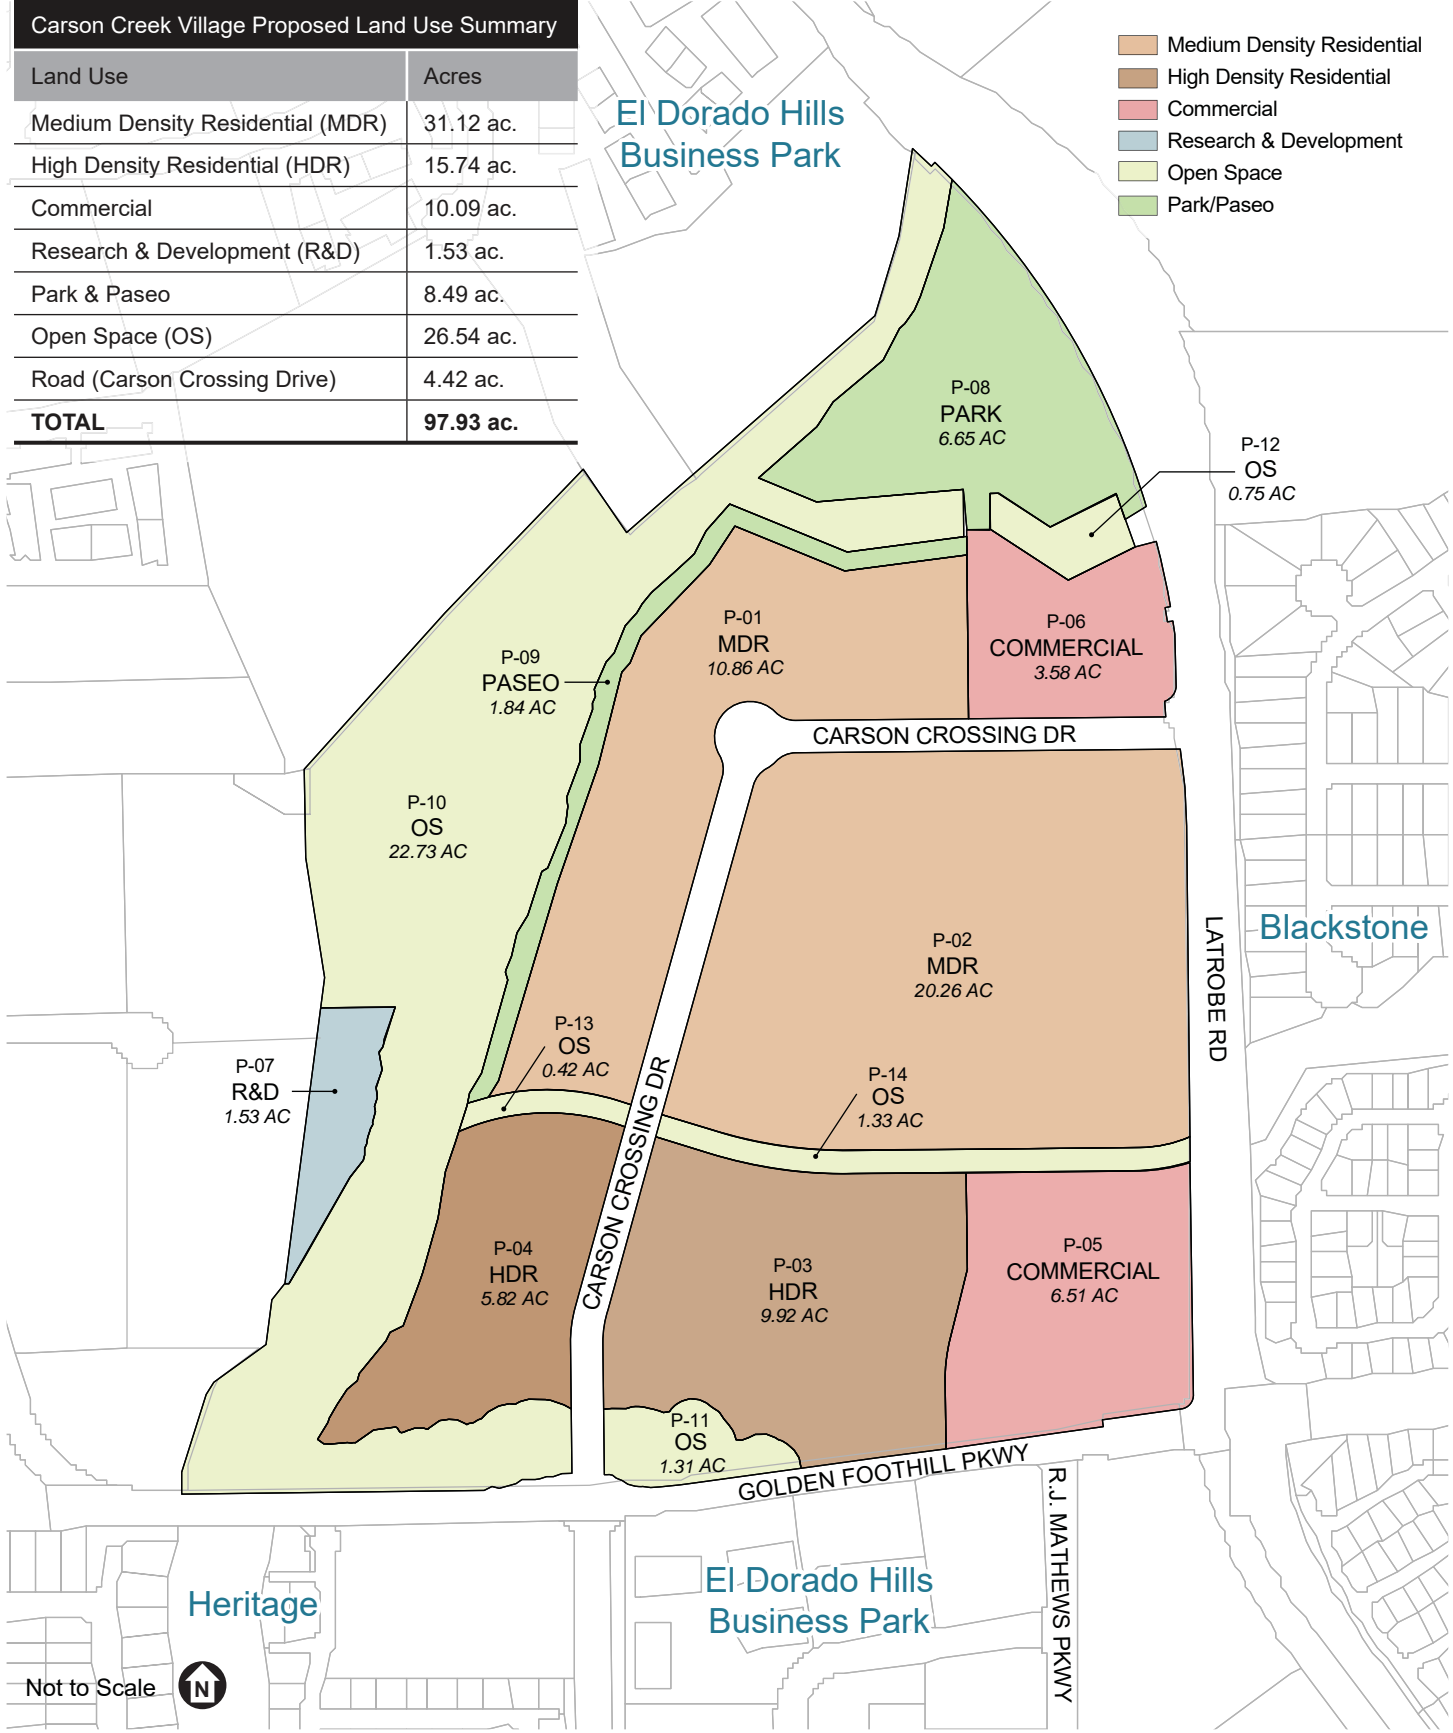 Carson Creek Village Proposed Land Use Summary
Land Use Acres
Medium Density Residential (MDR) 31.12 ac.
High Density Residential (HDR) 15.74 ac.
Commercial 10.09 ac.
Research & Development (R&D) 1.53 ac.
Park & Paseo 8.49 ac.
Open Space (OS) 26.54 ac.
Road (Carson Crossing Drive) 4.42 ac.
TOTAL 97.93 ac.
Medium Density Residential
High Density Residential
Commercial
Research & Development
Open Space
Park/Paseo
El Dorado Hills
Business Park
P-08
PARK
6.65 AC
P-12
OS
0.75 AC
P-01
MDR
10.86 AC
P-06
COMMERCIAL
3.58 AC
P-09
PASEO
1.84 AC
CARSON CROSSING DR
P-10
OS
22.73 AC
P-02
MDR
20.26 AC
LATROBE RD
Blackstone
P-13
OS
0.42 AC
P-07
R&D
1.53 AC
P-14
OS
1.33 AC
CARSON CROSSING DR
P-04
HDR
5.82 AC
P-03
HDR
9.92 AC
P-05
COMMERCIAL
6.51 AC
P-11
OS
1.31 AC
GOLDEN FOOTHILL PKWY
R.J. MATHEWS PKWY
Heritage
El Dorado Hills
Business Park
Not to Scale
N